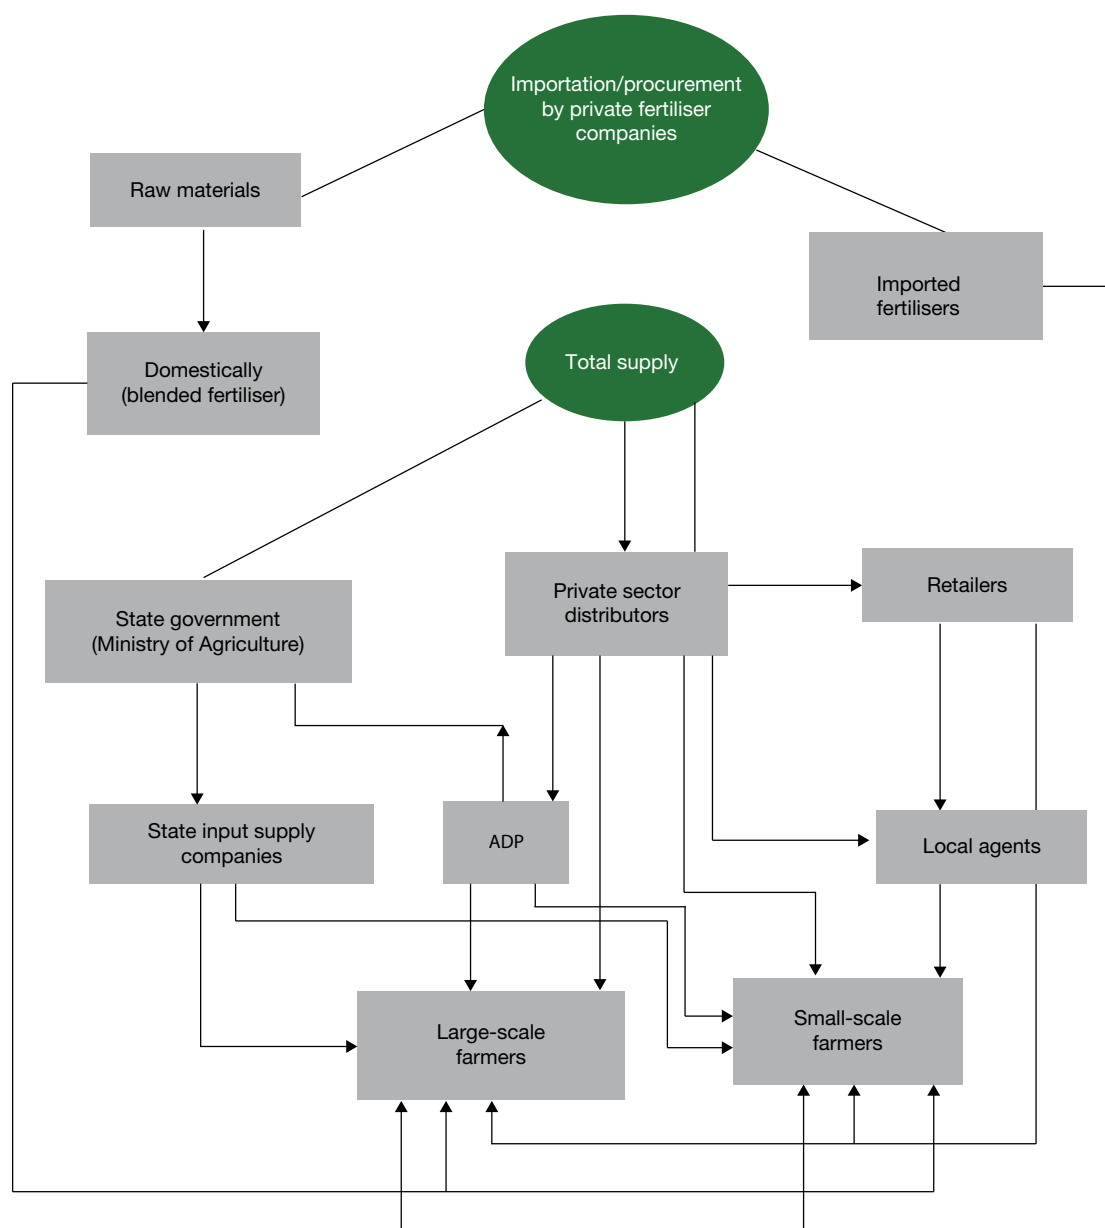 Importation/procurement
by private fertiliser
companies
Raw materials
Imported
fertilisers
Domestically
(blended fertiliser)
Total supply
State government
(Ministry of Agriculture)
Private sector
distributors
Retailers
State input supply
companies
ADP
Local agents
Large-scale
farmers
Small-scale
farmers